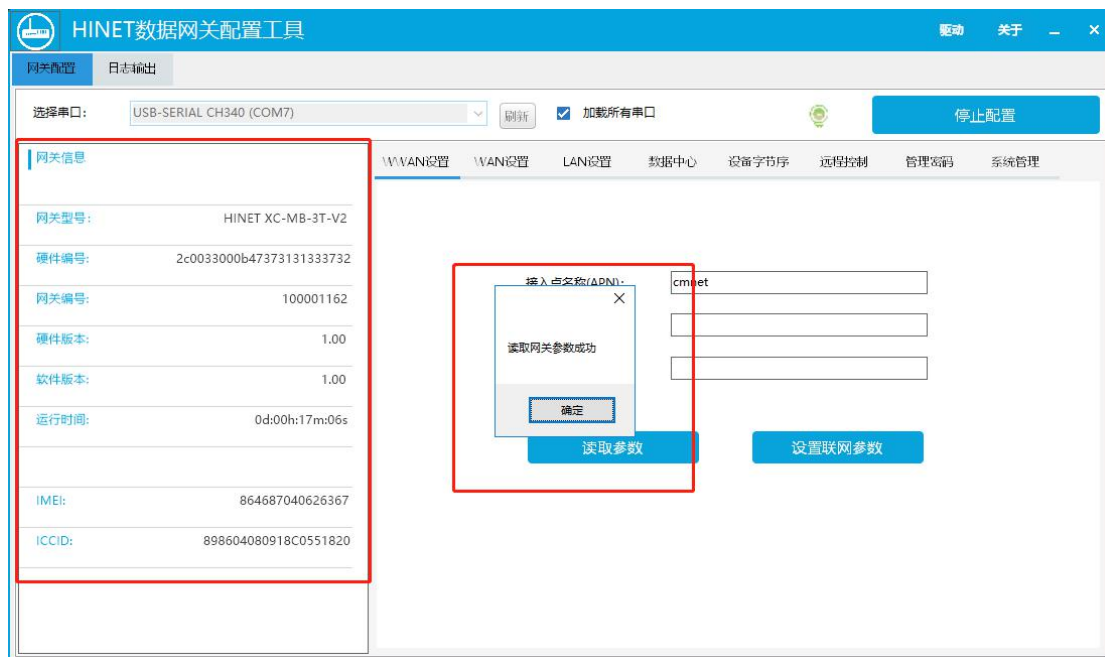 HINET数据网关配置工具 驱动 关于
网关配置 日志输出
选择串口: USB-SERIAL CH340 (COM7) 刷新 加载所有串口 停止配置
网关信息
WWAN设置 WAN设置 LAN设置 数据中心 设备字节序 远程控制 管理密码 系统管理
网关型号: HINET XC-MB-3T-V2
硬件编号: 2c0033000b47373131333732
网关编号: 100001162
硬件版本: 1.00
软件版本: 1.00
运行时间: 0d:00h:17m:06s
IMEI: 864687040626367
ICCID: 898604080918C0551820
接入点名称(APN): cmnet
读取网关参数成功
确定
读取参数 设置联网参数